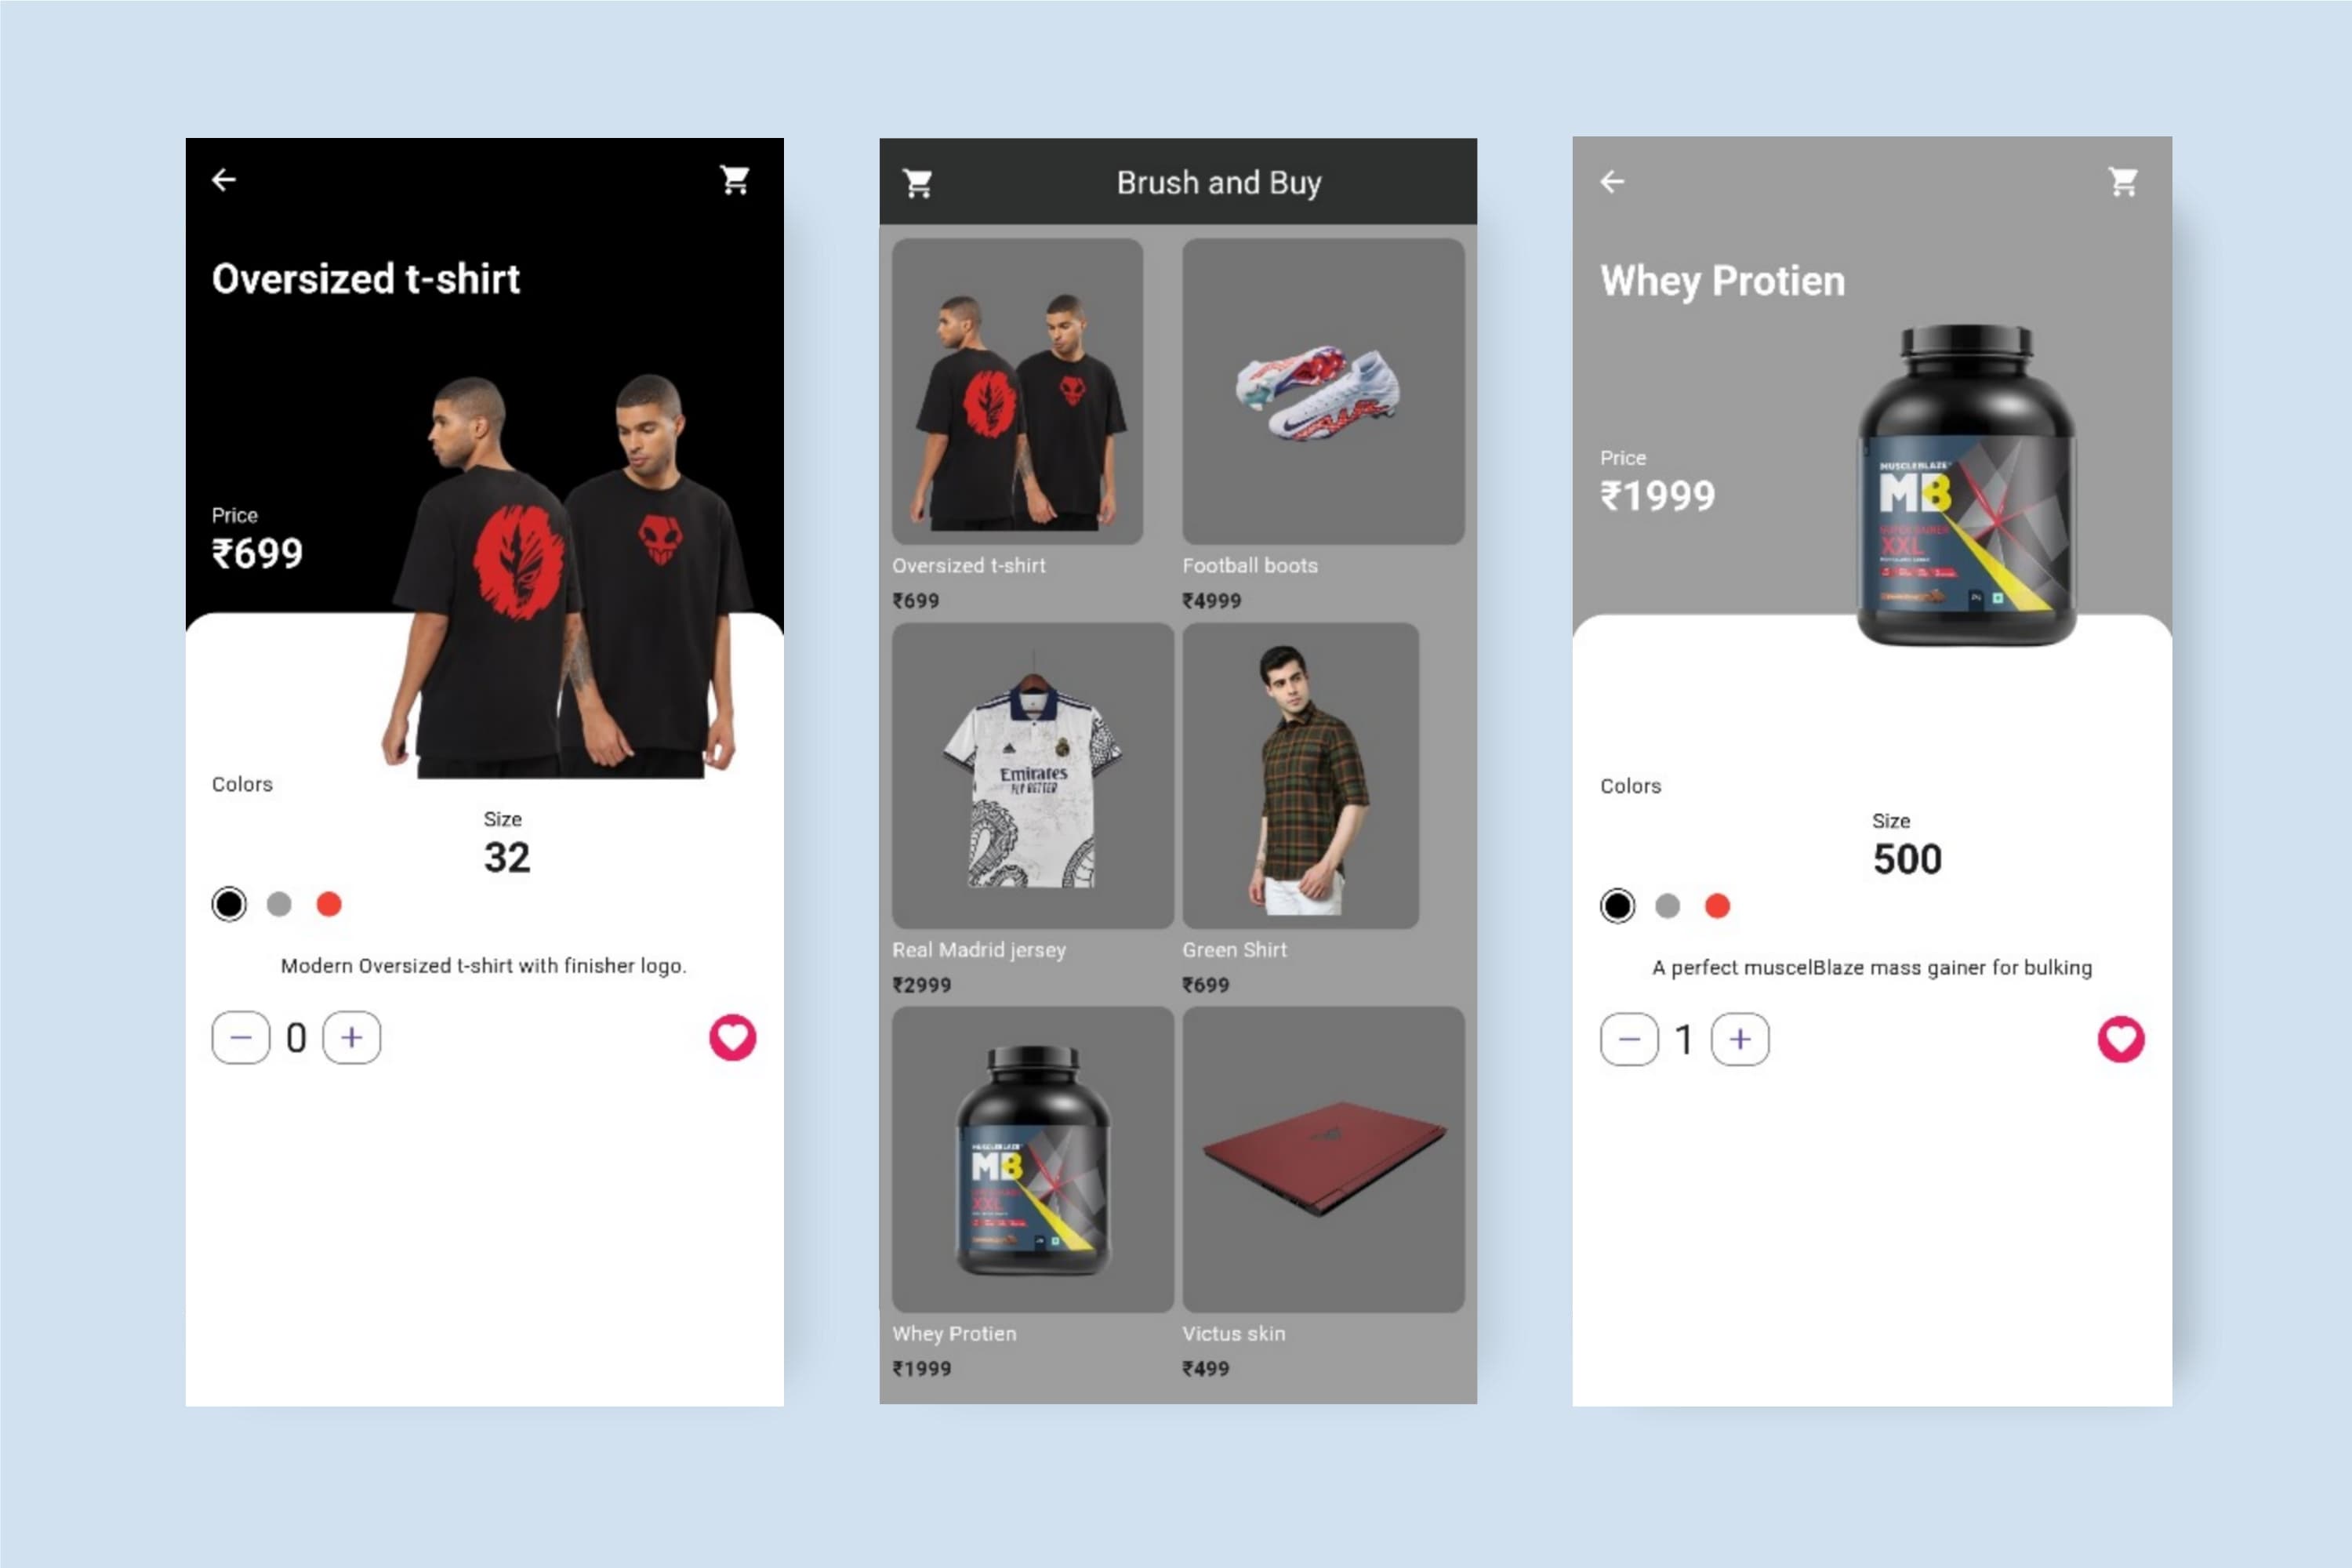 Oversized t-shirt
Price
₹699
Colors
Size
32
Modern Oversized t-shirt with finisher logo.
0
Brush and Buy
Oversized t-shirt
₹699
Football boots
₹4999
Emirates
FLY BETTER
Real Madrid jersey
₹2999
Green Shirt
₹699
MUSCLEBLAZE
MB
XXL
Whey Protien
₹1999
Victus skin
₹499
Whey Protien
Price
₹1999
MUSCLEBLAZE
MB
XXL
Colors
Size
500
A perfect muscelBlaze mass gainer for bulking
1